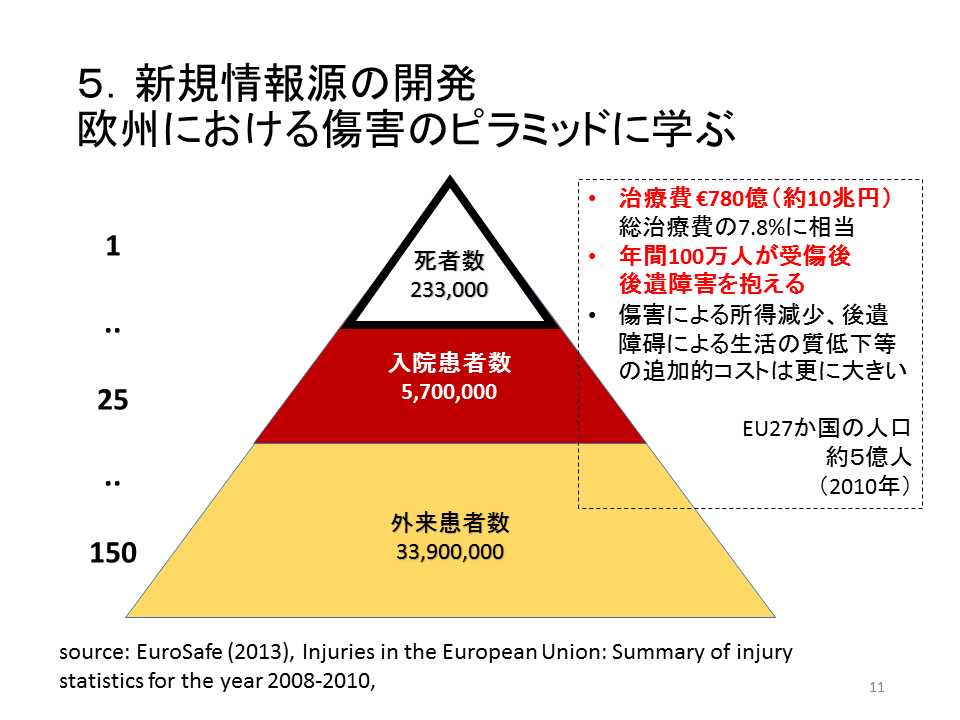 ５．新規情報源の開発
欧州における傷害のピラミッドに学ぶ
1
..
25
..
150
死者数
233,000
入院患者数
5,700,000
外来患者数
33,900,000
• 治療費 €780億（約10兆円）
総治療費の7.8%に相当
• 年間100万人が受傷後
後遺障害を抱える
• 傷害による所得減少、後遺
障碍による生活の質低下等
の追加的コストは更に大きい
EU27か国の人口
約５億人
（2010年）
source: EuroSafe (2013), Injuries in the European Union: Summary of injury
statistics for the year 2008-2010,
11